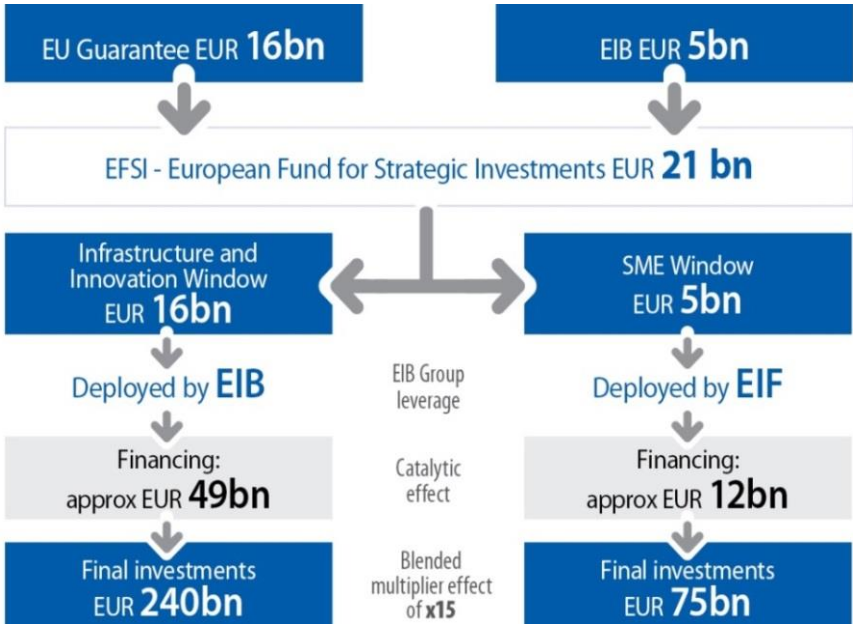 EU Guarantee EUR 16bn
EIB EUR 5bn
EFSI - European Fund for Strategic Investments EUR 21 bn
Infrastructure and
Innovation Window
EUR 16bn
SME Window
EUR 5bn
Deployed by EIB
EIB Group
leverage
Deployed by EIF
Financing:
approx EUR 49bn
Catalytic
effect
Financing:
approx EUR 12bn
Final investments
EUR 240bn
Blended
multiplier effect
of x15
Final investments
EUR 75bn